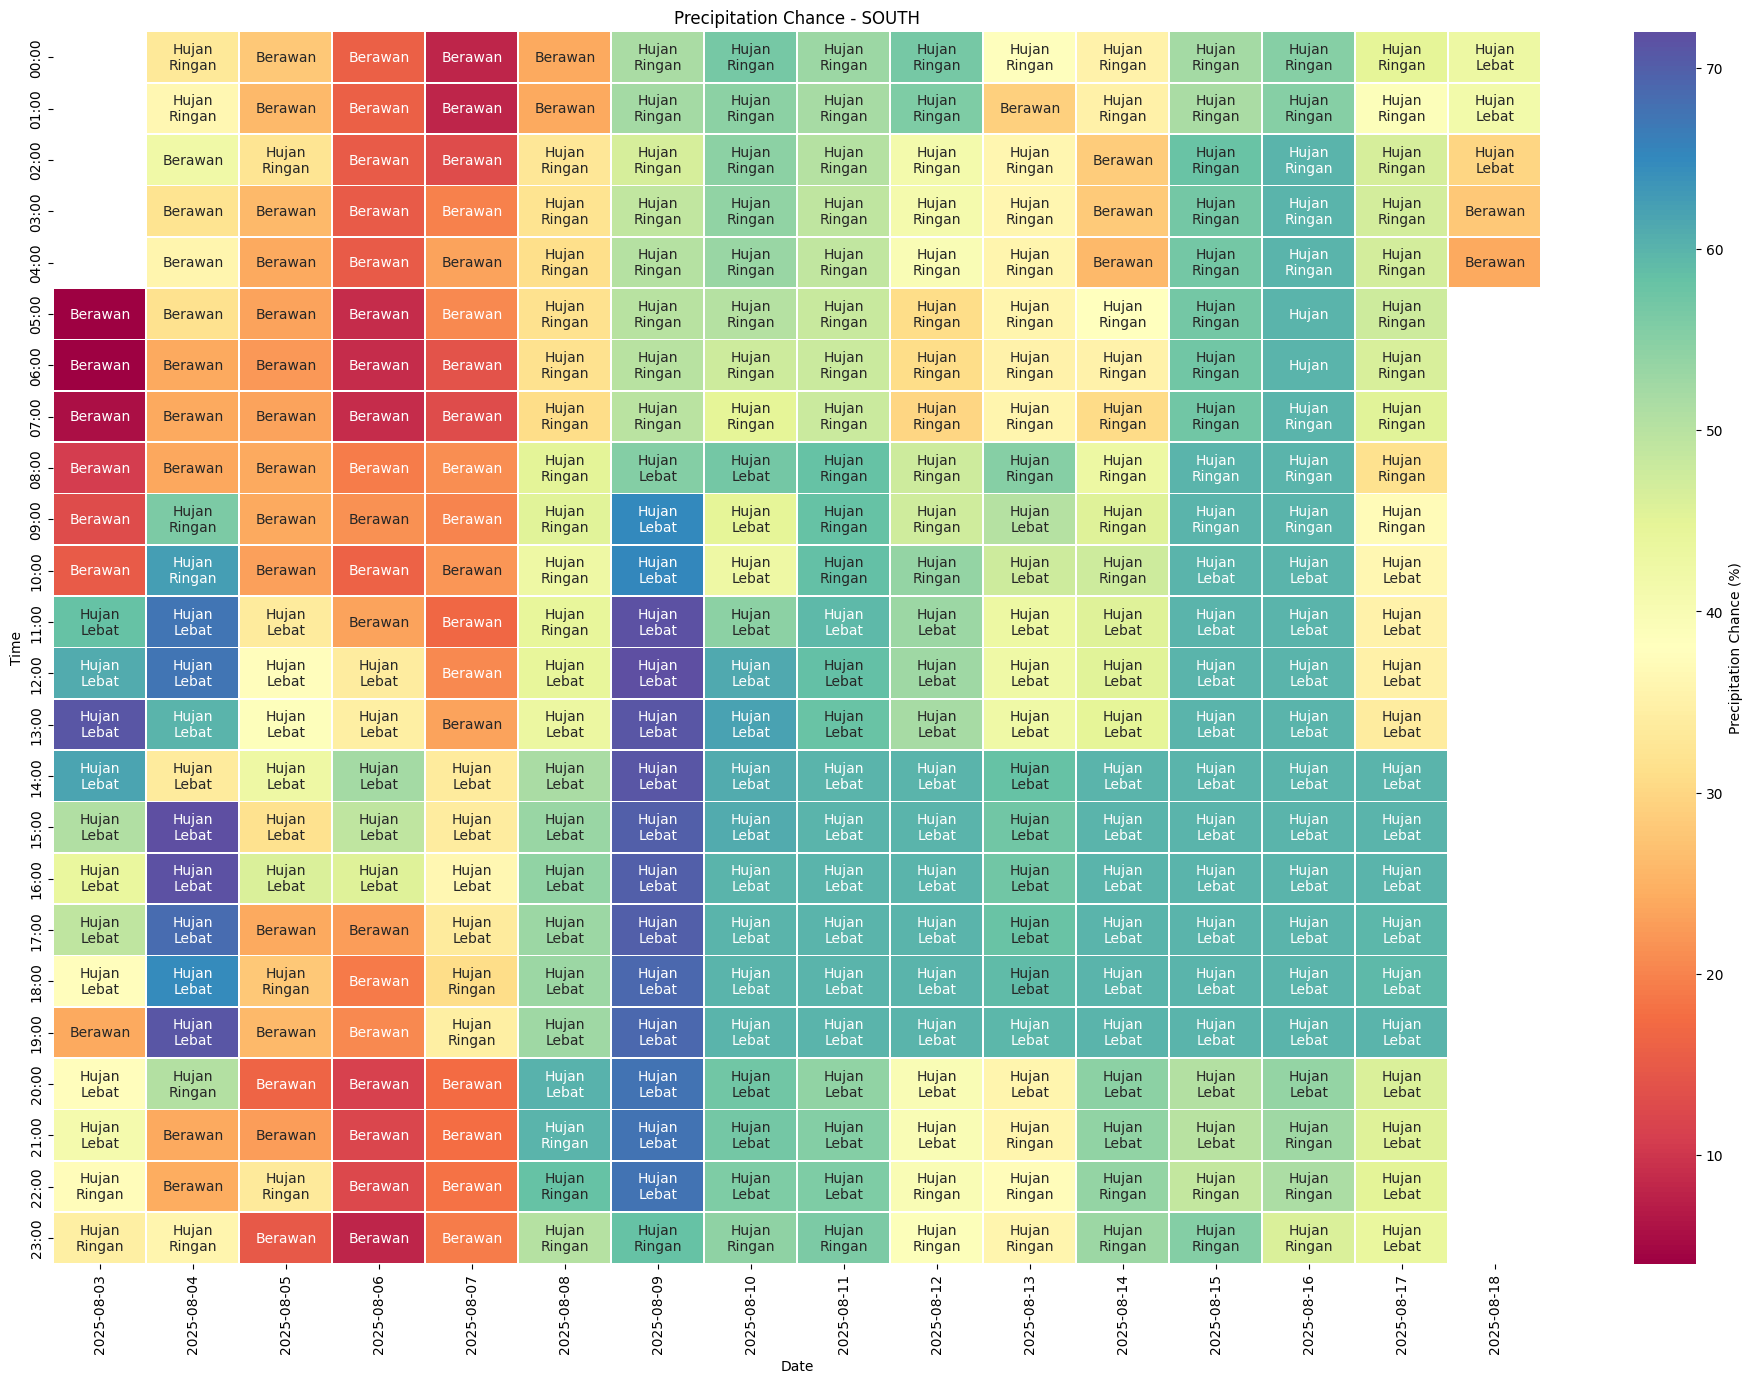 Precipitation Chance - SOUTH
00:00 Hujan Ringan Berawan Berawan Berawan Berawan Hujan Ringan Hujan Ringan Hujan Ringan Hujan Ringan Hujan Ringan Hujan Ringan Hujan Ringan Hujan Ringan Hujan Ringan Hujan Lebat
01:00 Hujan Ringan Berawan Berawan Berawan Berawan Hujan Ringan Hujan Ringan Hujan Ringan Hujan Ringan Berawan Hujan Ringan Hujan Ringan Hujan Ringan Hujan Ringan Hujan Lebat
02:00 Berawan Hujan Ringan Berawan Berawan Hujan Ringan Hujan Ringan Hujan Ringan Hujan Ringan Hujan Ringan Hujan Ringan Berawan Hujan Ringan Hujan Ringan Hujan Ringan Hujan Lebat
03:00 Berawan Berawan Berawan Berawan Hujan Ringan Hujan Ringan Hujan Ringan Hujan Ringan Hujan Ringan Hujan Ringan Berawan Hujan Ringan Hujan Ringan Hujan Ringan Berawan
04:00 Berawan Berawan Berawan Berawan Hujan Ringan Hujan Ringan Hujan Ringan Hujan Ringan Hujan Ringan Hujan Ringan Berawan Hujan Ringan Hujan Ringan Hujan Ringan Berawan
05:00 Berawan Berawan Berawan Berawan Berawan Hujan Ringan Hujan Ringan Hujan Ringan Hujan Ringan Hujan Ringan Hujan Ringan Hujan Ringan Hujan Ringan Hujan Hujan Ringan
06:00 Berawan Berawan Berawan Berawan Berawan Hujan Ringan Hujan Ringan Hujan Ringan Hujan Ringan Hujan Ringan Hujan Ringan Hujan Ringan Hujan Ringan Hujan Hujan Ringan
07:00 Berawan Berawan Berawan Berawan Berawan Hujan Ringan Hujan Ringan Hujan Ringan Hujan Ringan Hujan Ringan Hujan Ringan Hujan Ringan Hujan Ringan Hujan Ringan Hujan Ringan
08:00 Berawan Berawan Berawan Berawan Berawan Hujan Ringan Hujan Lebat Hujan Lebat Hujan Ringan Hujan Ringan Hujan Ringan Hujan Ringan Hujan Ringan Hujan Ringan Hujan Ringan
09:00 Berawan Hujan Ringan Berawan Berawan Berawan Hujan Ringan Hujan Lebat Hujan Lebat Hujan Ringan Hujan Ringan Hujan Lebat Hujan Ringan Hujan Ringan Hujan Ringan Hujan Ringan
10:00 Berawan Hujan Ringan Berawan Berawan Berawan Hujan Ringan Hujan Lebat Hujan Lebat Hujan Ringan Hujan Ringan Hujan Lebat Hujan Ringan Hujan Lebat Hujan Lebat Hujan Lebat
11:00 Hujan Lebat Hujan Lebat Hujan Lebat Berawan Berawan Hujan Ringan Hujan Lebat Hujan Lebat Hujan Lebat Hujan Lebat Hujan Lebat Hujan Lebat Hujan Lebat Hujan Lebat Hujan Lebat
12:00 Hujan Lebat Hujan Lebat Hujan Lebat Hujan Lebat Berawan Hujan Lebat Hujan Lebat Hujan Lebat Hujan Lebat Hujan Lebat Hujan Lebat Hujan Lebat Hujan Lebat Hujan Lebat Hujan Lebat
13:00 Hujan Lebat Hujan Lebat Hujan Lebat Hujan Lebat Berawan Hujan Lebat Hujan Lebat Hujan Lebat Hujan Lebat Hujan Lebat Hujan Lebat Hujan Lebat Hujan Lebat Hujan Lebat Hujan Lebat
14:00 Hujan Lebat Hujan Lebat Hujan Lebat Hujan Lebat Hujan Lebat Hujan Lebat Hujan Lebat Hujan Lebat Hujan Lebat Hujan Lebat Hujan Lebat Hujan Lebat Hujan Lebat Hujan Lebat Hujan Lebat
15:00 Hujan Lebat Hujan Lebat Hujan Lebat Hujan Lebat Hujan Lebat Hujan Lebat Hujan Lebat Hujan Lebat Hujan Lebat Hujan Lebat Hujan Lebat Hujan Lebat Hujan Lebat Hujan Lebat Hujan Lebat
16:00 Hujan Lebat Hujan Lebat Hujan Lebat Hujan Lebat Hujan Lebat Hujan Lebat Hujan Lebat Hujan Lebat Hujan Lebat Hujan Lebat Hujan Lebat Hujan Lebat Hujan Lebat Hujan Lebat Hujan Lebat
17:00 Hujan Lebat Hujan Lebat Berawan Berawan Hujan Lebat Hujan Lebat Hujan Lebat Hujan Lebat Hujan Lebat Hujan Lebat Hujan Lebat Hujan Lebat Hujan Lebat Hujan Lebat Hujan Lebat
18:00 Hujan Lebat Hujan Lebat Hujan Ringan Berawan Hujan Ringan Hujan Lebat Hujan Lebat Hujan Lebat Hujan Lebat Hujan Lebat Hujan Lebat Hujan Lebat Hujan Lebat Hujan Lebat Hujan Lebat
19:00 Berawan Hujan Lebat Berawan Berawan Hujan Ringan Hujan Lebat Hujan Lebat Hujan Lebat Hujan Lebat Hujan Lebat Hujan Lebat Hujan Lebat Hujan Lebat Hujan Lebat Hujan Lebat
20:00 Hujan Lebat Hujan Ringan Berawan Berawan Berawan Hujan Lebat Hujan Lebat Hujan Lebat Hujan Lebat Hujan Lebat Hujan Lebat Hujan Lebat Hujan Lebat Hujan Lebat Hujan Lebat
21:00 Hujan Lebat Berawan Berawan Berawan Berawan Hujan Ringan Hujan Lebat Hujan Lebat Hujan Lebat Hujan Lebat Hujan Ringan Hujan Lebat Hujan Lebat Hujan Ringan Hujan Lebat
22:00 Hujan Ringan Berawan Hujan Ringan Berawan Berawan Hujan Ringan Hujan Lebat Hujan Lebat Hujan Lebat Hujan Ringan Hujan Ringan Hujan Ringan Hujan Ringan Hujan Ringan Hujan Lebat
23:00 Hujan Ringan Hujan Ringan Berawan Berawan Berawan Hujan Ringan Hujan Ringan Hujan Ringan Hujan Ringan Hujan Ringan Hujan Ringan Hujan Ringan Hujan Ringan Hujan Ringan Hujan Lebat
Time
2025-08-03 2025-08-04 2025-08-05 2025-08-06 2025-08-07 2025-08-08 2025-08-09 2025-08-10 2025-08-11 2025-08-12 2025-08-13 2025-08-14 2025-08-15 2025-08-16 2025-08-17 2025-08-18
Date
70
60
50
40
30
20
10
Precipitation Chance (%)